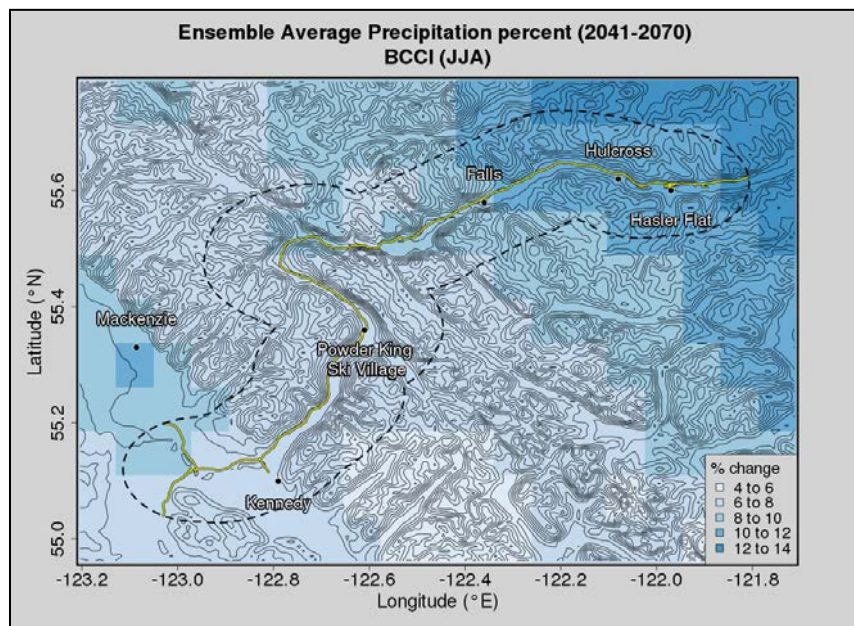 Ensemble Average Precipitation percent (2041-2070)
BCCI (JJA)
Hulcross
Falls
Hasler Flat
Mackenzie
Powder King
Ski Village
Kennedy
Latitude (°N)
55.6
55.4
55.2
55.0
% change
4 to 6
6 to 8
8 to 10
10 to 12
12 to 14
-123.2 -123.0 -122.8 -122.6 -122.4 -122.2 -122.0 -121.8
Longitude (°E)